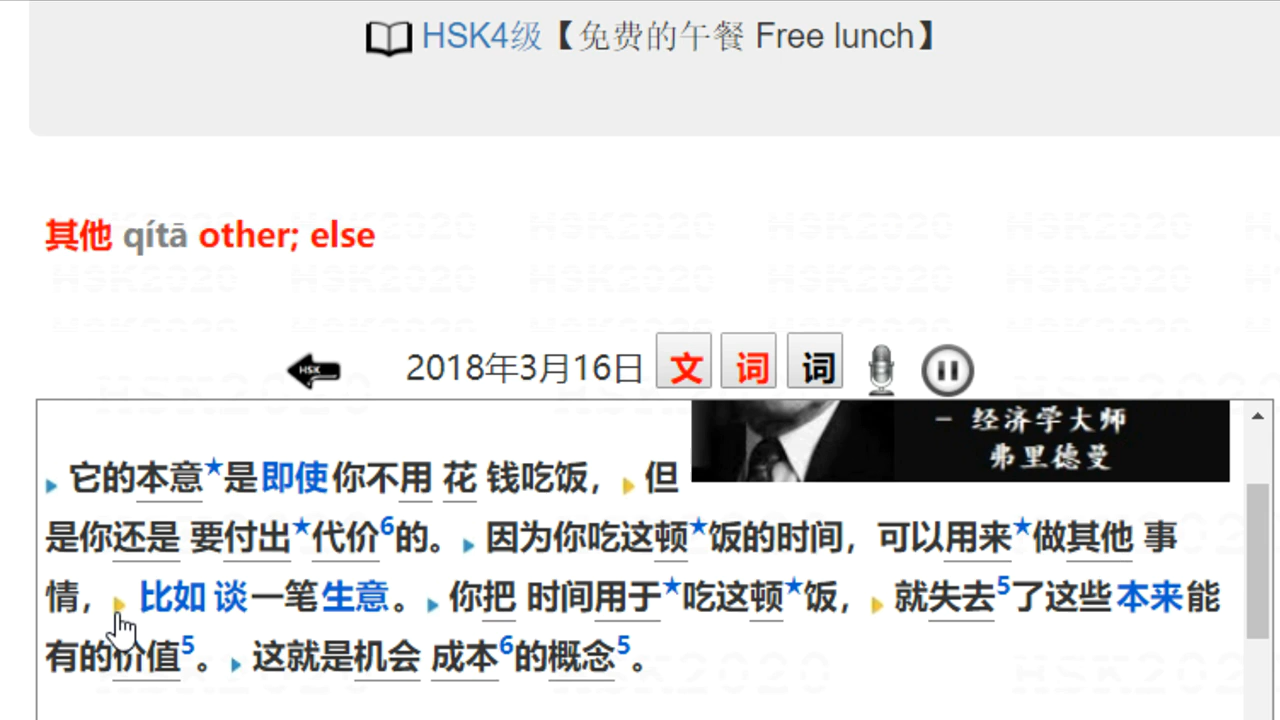 HSK4级【免费的午餐 Free lunch】
其他 qítā other; else
HSK 2018年3月16日 文 词 词
— 经济学大师
弗里德曼
它的本意★是即使你不用 花 钱吃饭，但
是你还是 要付出★代价6的。因为你吃这顿★饭的时间，可以用来★做其他 事
情，比如 谈一笔生意。你把 时间用于★吃这顿★饭，就失去5了这些本来能
有的价值5。这就是机会 成本6的概念5。
HSK2020